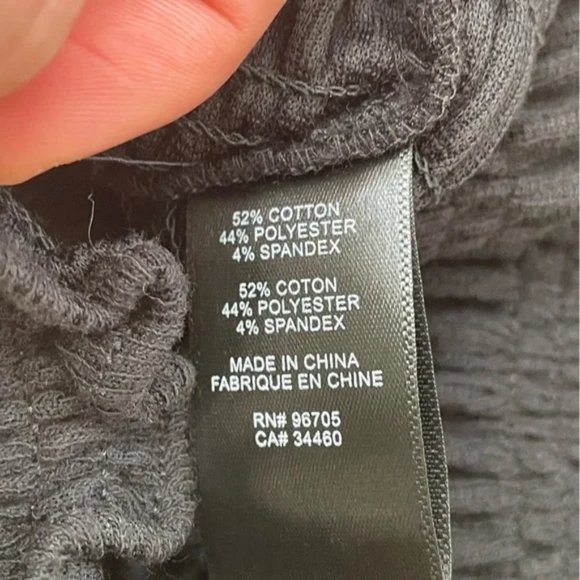 52% COTTON
44% POLYESTER
4% SPANDEX
52% COTON
44% POLYESTER
4% SPANDEX
MADE IN CHINA
FABRIQUE EN CHINE
RN# 96705
CA# 34460